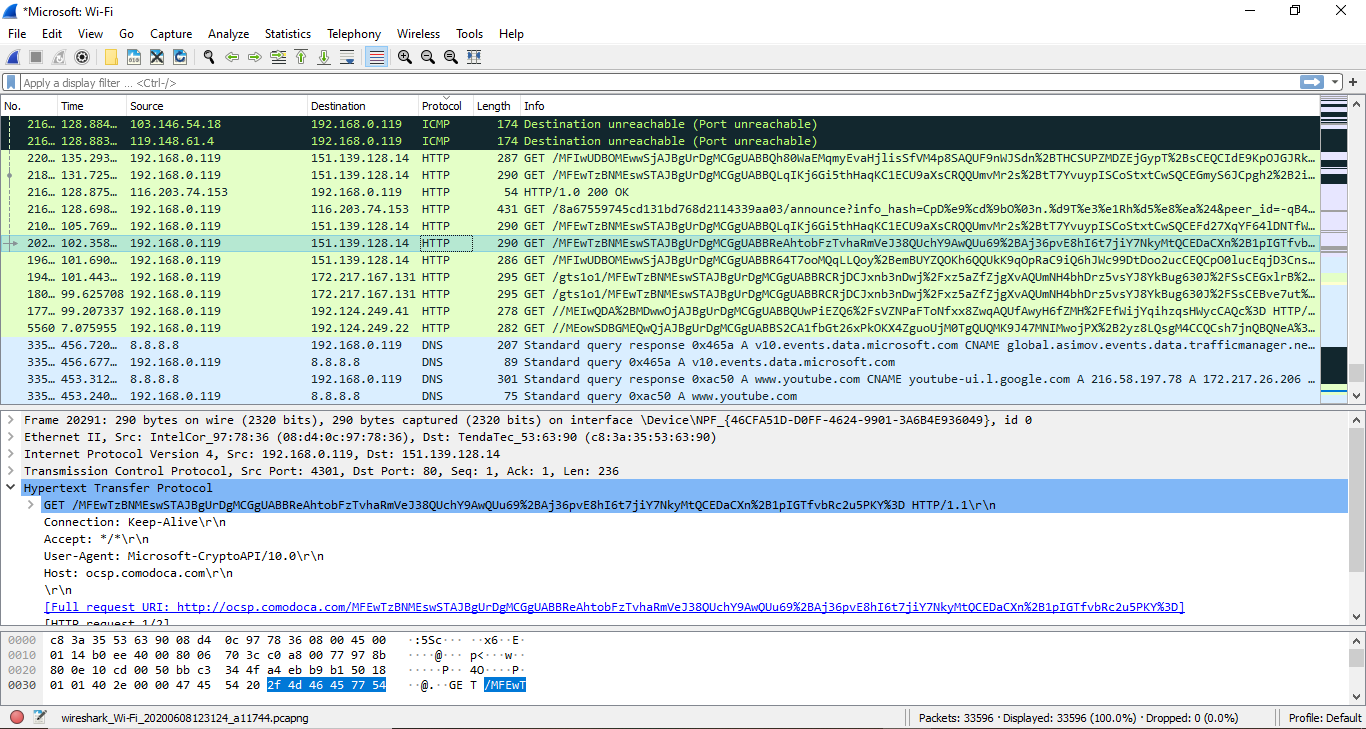 *Microsoft: Wi-Fi
File Edit View Go Capture Analyze Statistics Telephony Wireless Tools Help
Apply a display filter ... <Ctrl-/>
No. Time Source Destination Protocol Length Info
216… 128.884… 103.146.54.18 192.168.0.119 ICMP 174 Destination unreachable (Port unreachable)
216… 128.883… 119.148.61.4 192.168.0.119 ICMP 174 Destination unreachable (Port unreachable)
220… 135.293… 192.168.0.119 151.139.128.14 HTTP 287 GET /MFIwUDBOMEwwSjAJBgUrDgMCGgUABBQh80WaEMqmyEvaHjlisSfVM4p8SAQUF9nWJSdn%2BTHCSUPZMDZEjGypT%2BsCEQCIdE9KpOJGJRk…
218… 131.725… 192.168.0.119 151.139.128.14 HTTP 290 GET /MFEwTzBNMEswSTAJBgUrDgMCGgUABBQLqIKj6Gi5thHaqKC1ECU9aXsCRQQUmvMr2s%2BtT7YvuypISCoStxtCwSQCEGmyS6JCpgh2%2B2i…
216… 128.875… 116.203.74.153 192.168.0.119 HTTP 54 HTTP/1.0 200 OK
216… 128.698… 192.168.0.119 116.203.74.153 HTTP 431 GET /8a67559745cd131bd768d2114339aa03/announce?info_hash=CpD%e9%cd%9bO%03n.%d9T%e3%e1Rh%d5%e8%ea%24&peer_id=-qB4…
210… 105.769… 192.168.0.119 151.139.128.14 HTTP 290 GET /MFEwTzBNMEswSTAJBgUrDgMCGgUABBQLqIKj6Gi5thHaqKC1ECU9aXsCRQQUmvMr2s%2BtT7YvuypISCoStxtCwSQCEFd27XqYF64lDNTfW…
202… 102.358… 192.168.0.119 151.139.128.14 HTTP 290 GET /MFEwTzBNMEswSTAJBgUrDgMCGgUABBReAhtobFzTvhaRmVeJ38QUchY9AwQUu69%2BAj36pvE8hI6t7jiY7NkyMtQCEDaCXn%2B1pIGTfvb…
196… 101.690… 192.168.0.119 151.139.128.14 HTTP 286 GET /MFIwUDBOMEwwSjAJBgUrDgMCGgUABBR64T7ooMQqLLQoy%2BemBUYZQOKh6QQUkK9qOpRaC9iQ6hJWc99DtDoo2ucCEQCpO0lucEqjD3Cns…
194… 101.443… 192.168.0.119 172.217.167.131 HTTP 295 GET /gts1o1/MFEwTzBNMEswSTAJBgUrDgMCGgUABBRCRjDCJxnb3nDwj%2Fxz5aZfZjgXvAQUmNH4bhDrz5vsYJ8YkBug630J%2FSsCEGxlrB%2…
180… 99.625708 192.168.0.119 172.217.167.131 HTTP 295 GET /gts1o1/MFEwTzBNMEswSTAJBgUrDgMCGgUABBRCRjDCJxnb3nDwj%2Fxz5aZfZjgXvAQUmNH4bhDrz5vsYJ8YkBug630J%2FSsCEBve7ut%…
177… 99.207337 192.168.0.119 192.124.249.41 HTTP 278 GET //MEIwQDA%2BMDwwOjAJBgUrDgMCGgUABBQUwPiEZQ6%2FsVZNPaFToNfxx8ZwqAQUfAwyH6fZMH%2FEfWijYqihzqsHWycCAQc%3D HTTP/…
5560 7.075955 192.168.0.119 192.124.249.22 HTTP 282 GET //MEowSDBGMEQwQjAJBgUrDgMCGgUABBS2CA1fbGt26xPkOKX4ZguoUjM0TgQUQMK9J47MNIMwojPX%2B2yz8LQsgM4CCQCsh7jnQBQNeA%3…
335… 456.720… 8.8.8.8 192.168.0.119 DNS 207 Standard query response 0x465a A v10.events.data.microsoft.com CNAME global.asimov.events.data.trafficmanager.ne…
335… 456.677… 192.168.0.119 8.8.8.8 DNS 89 Standard query 0x465a A v10.events.data.microsoft.com
335… 453.312… 8.8.8.8 192.168.0.119 DNS 301 Standard query response 0xac50 A www.youtube.com CNAME youtube-ui.l.google.com A 216.58.197.78 A 172.217.26.206 …
335… 453.240… 192.168.0.119 8.8.8.8 DNS 75 Standard query 0xac50 A www.youtube.com
Frame 20291: 290 bytes on wire (2320 bits), 290 bytes captured (2320 bits) on interface \Device\NPF_{46CFA51D-D0FF-4624-9901-3A6B4E936049}, id 0
Ethernet II, Src: IntelCor_97:78:36 (08:d4:0c:97:78:36), Dst: TendaTec_53:63:90 (c8:3a:35:53:63:90)
Internet Protocol Version 4, Src: 192.168.0.119, Dst: 151.139.128.14
Transmission Control Protocol, Src Port: 4301, Dst Port: 80, Seq: 1, Ack: 1, Len: 236
Hypertext Transfer Protocol
GET /MFEwTzBNMEswSTAJBgUrDgMCGgUABBReAhtobFzTvhaRmVeJ38QUchY9AwQUu69%2BAj36pvE8hI6t7jiY7NkyMtQCEDaCXn%2B1pIGTfvbRc2u5PKY%3D HTTP/1.1\r\n
Connection: Keep-Alive\r\n
Accept: */*\r\n
User-Agent: Microsoft-CryptoAPI/10.0\r\n
Host: ocsp.comodoca.com\r\n
\r\n
[Full request URI: http://ocsp.comodoca.com/MFEwTzBNMEswSTAJBgUrDgMCGgUABBReAhtobFzTvhaRmVeJ38QUchY9AwQUu69%2BAj36pvE8hI6t7jiY7NkyMtQCEDaCXn%2B1pIGTfvbRc2u5PKY%3D]
[HTTP request 1/2]
0000 c8 3a 35 53 63 90 08 d4 0c 97 78 36 08 00 45 00 ·:5Sc··· ··x6··E·
0010 01 14 b0 ee 40 00 80 06 70 3c c0 a8 00 77 97 8b ····@··· p<···w··
0020 80 0e 10 cd 00 50 bb c3 34 4f a4 eb b9 b1 50 18 ·····P·· 4O····P·
0030 01 01 40 2e 00 00 47 45 54 20 2f 4d 46 45 77 54 ··@.··GE T /MFEwT
wireshark_Wi-Fi_20200608123124_a11744.pcapng Packets: 33596 · Displayed: 33596 (100.0%) · Dropped: 0 (0.0%) Profile: Default